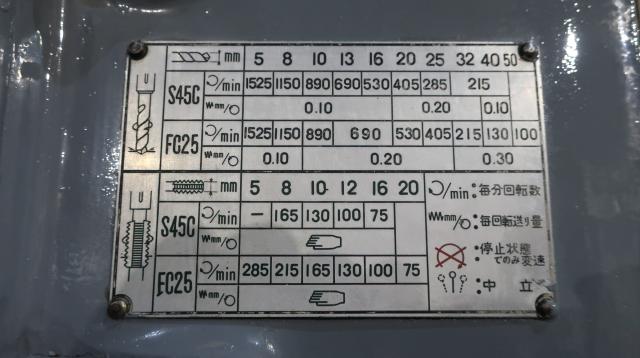 mm 5 8 10 13 16 20 25 32 40 50
S45C /min 1525 1150 890 690 530 405 285 215
mm/ 0.10 0.20 0.10
FC25 /min 1525 1150 890 690 530 405 215 130 100
mm/ 0.10 0.20 0.30
mm 5 8 10 12 16 20
S45C /min — 165 130 100 75
mm/
FC25 /min 285 215 165 130 100 75
mm/
/min:毎分回転数
mm/:毎回転送り量
:停止状態でのみ変速
:中立